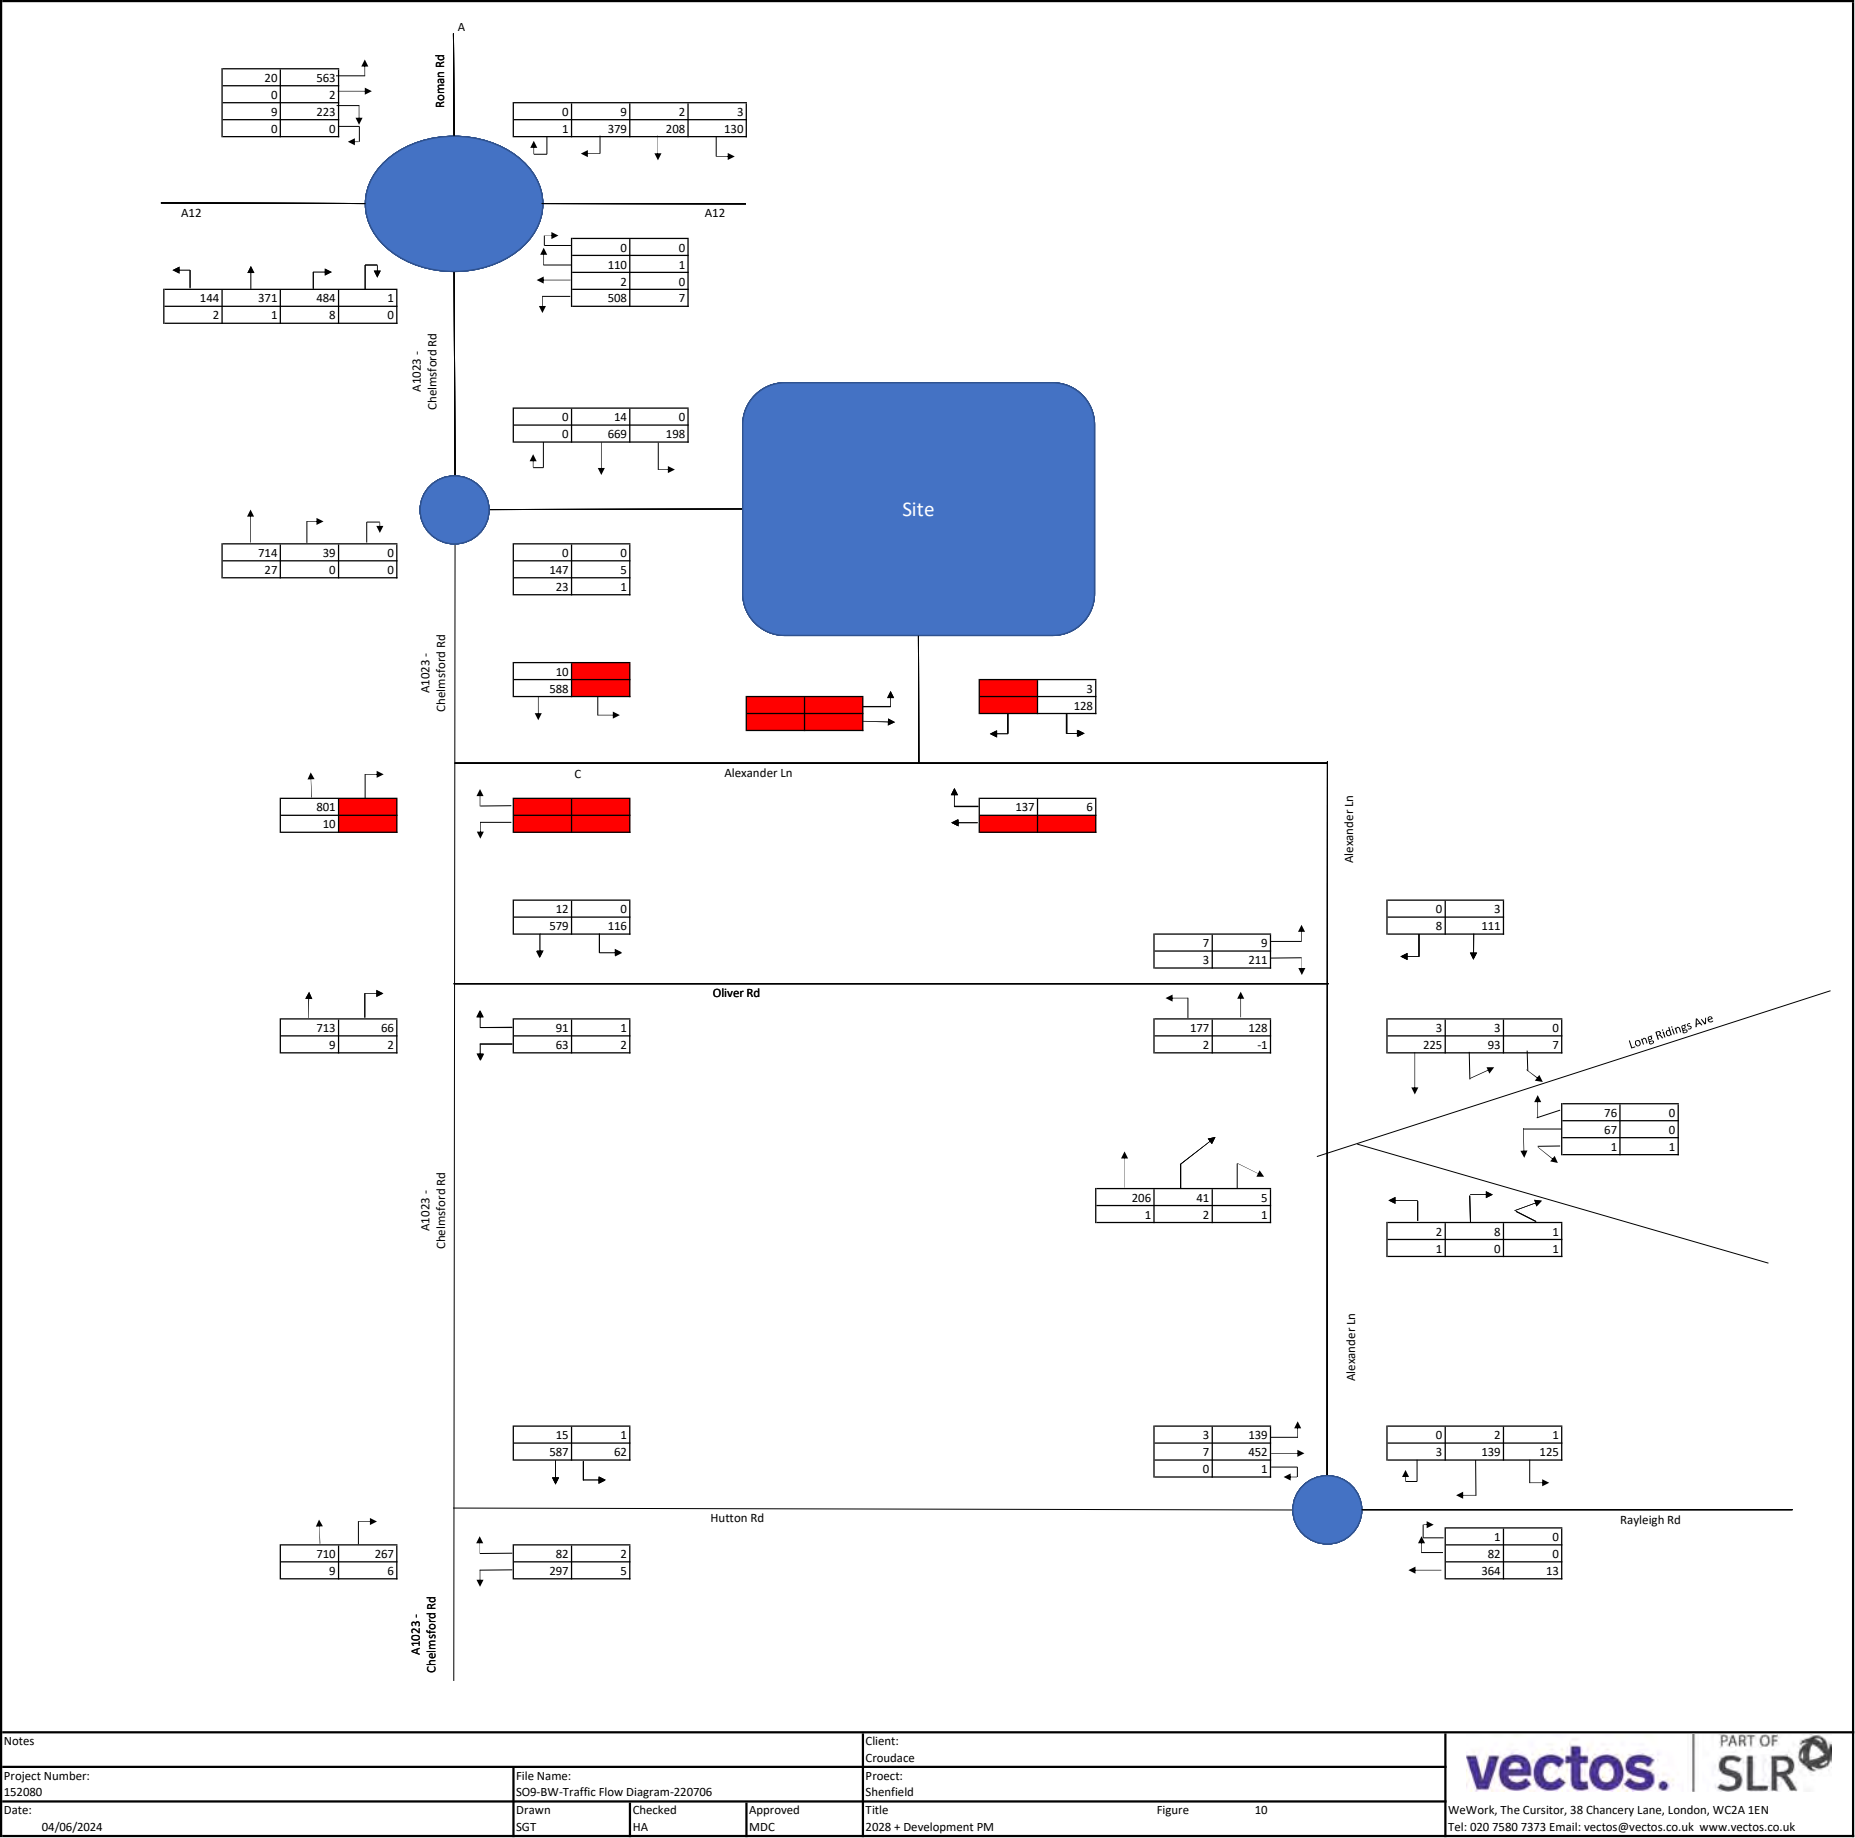 A
Roman Rd
20 563
0 2
9 223
0 0
0 9 2 3
1 379 208 130
A12
A12
0 0
110 1
2 0
508 7
144 371 484 1
2 1 8 0
A1023 -
Chelmsford Rd
0 14 0
0 669 198
Site
714 39 0
27 0 0
0 0
147 5
23 1
A1023 -
Chelmsford Rd
10
588
3
128
C
Alexander Ln
801
10
137 6
Alexander Ln
12 0
579 116
0 3
8 111
7 9
3 211
Oliver Rd
713 66
9 2
91 1
63 2
177 128
2 -1
3 3 0
225 93 7
Long Ridings Ave
76 0
67 0
1 1
206 41 5
1 2 1
A1023 -
Chelmsford Rd
2 8 1
1 0 1
Alexander Ln
15 1
587 62
3 139
7 452
0 1
0 2 1
3 139 125
Hutton Rd
Rayleigh Rd
710 267
9 6
82 2
297 5
1 0
82 0
364 13
A1023 -
Chelmsford Rd
Notes
Client:
Croudace
Project Number:
152080
File Name:
SO9-BW-Traffic Flow Diagram-220706
Proect:
Shenfield
Date:
04/06/2024
Drawn
SGT
Checked
HA
Approved
MDC
Title
Figure 10
2028 + Development PM
vectos.
PART OF
SLR
WeWork, The Cursitor, 38 Chancery Lane, London, WC2A 1EN
Tel: 020 7580 7373 Email: vectos@vectos.co.uk www.vectos.co.uk